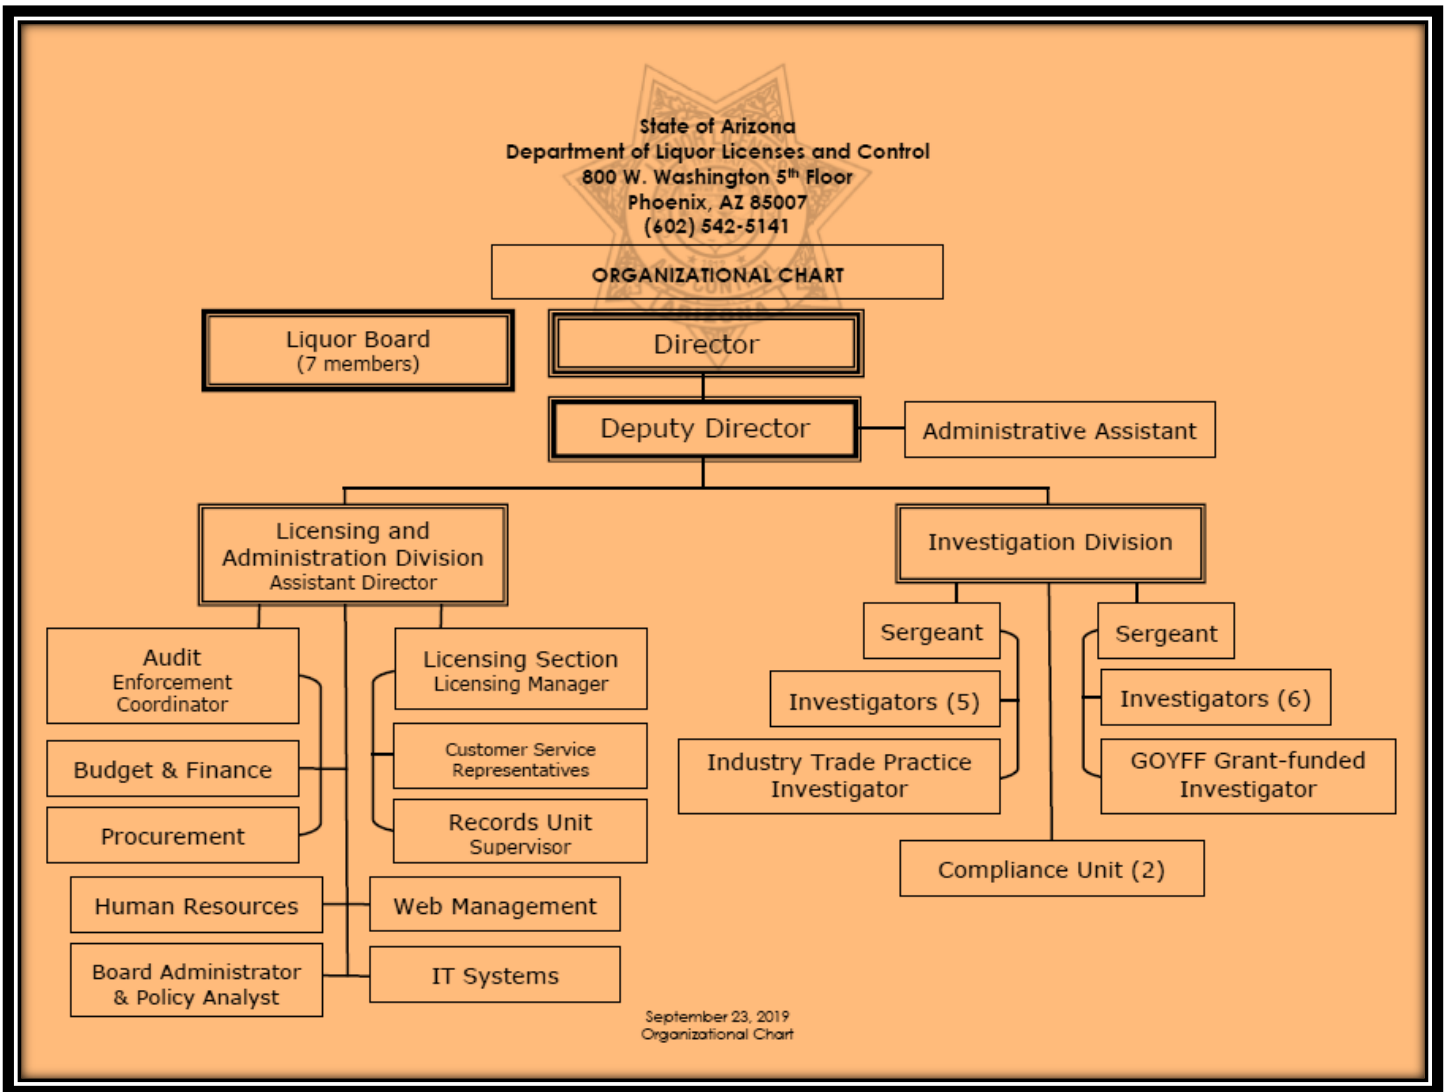 State of Arizona
Department of Liquor Licenses and Control
800 W. Washington 5th Floor
Phoenix, AZ 85007
(602) 542-5141
ORGANIZATIONAL CHART
Liquor Board
(7 members)
Director
Deputy Director
Administrative Assistant
Licensing and
Administration Division
Assistant Director
Investigation Division
Audit
Enforcement
Coordinator
Licensing Section
Licensing Manager
Budget & Finance
Customer Service
Representatives
Procurement
Records Unit
Supervisor
Human Resources
Web Management
Board Administrator
& Policy Analyst
IT Systems
Sergeant
Sergeant
Investigators (5)
Investigators (6)
Industry Trade Practice
Investigator
GOYFF Grant-funded
Investigator
Compliance Unit (2)
September 23, 2019
Organizational Chart
ARIZONA